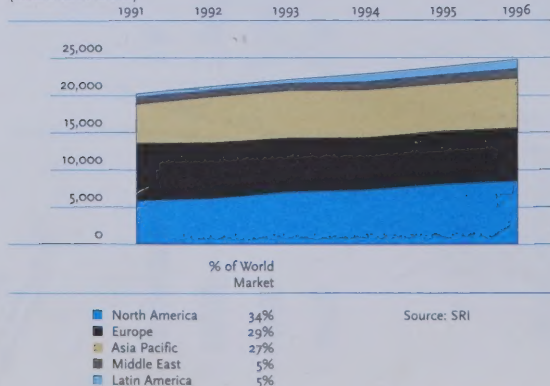 1991 1992 1993 1994 1995 1996
25,000
20,000
15,000
10,000
5,000
0
% of World
Market
North America 34%
Europe 29%
Asia Pacific 27%
Middle East 5%
Latin America 5%
Source: SRI